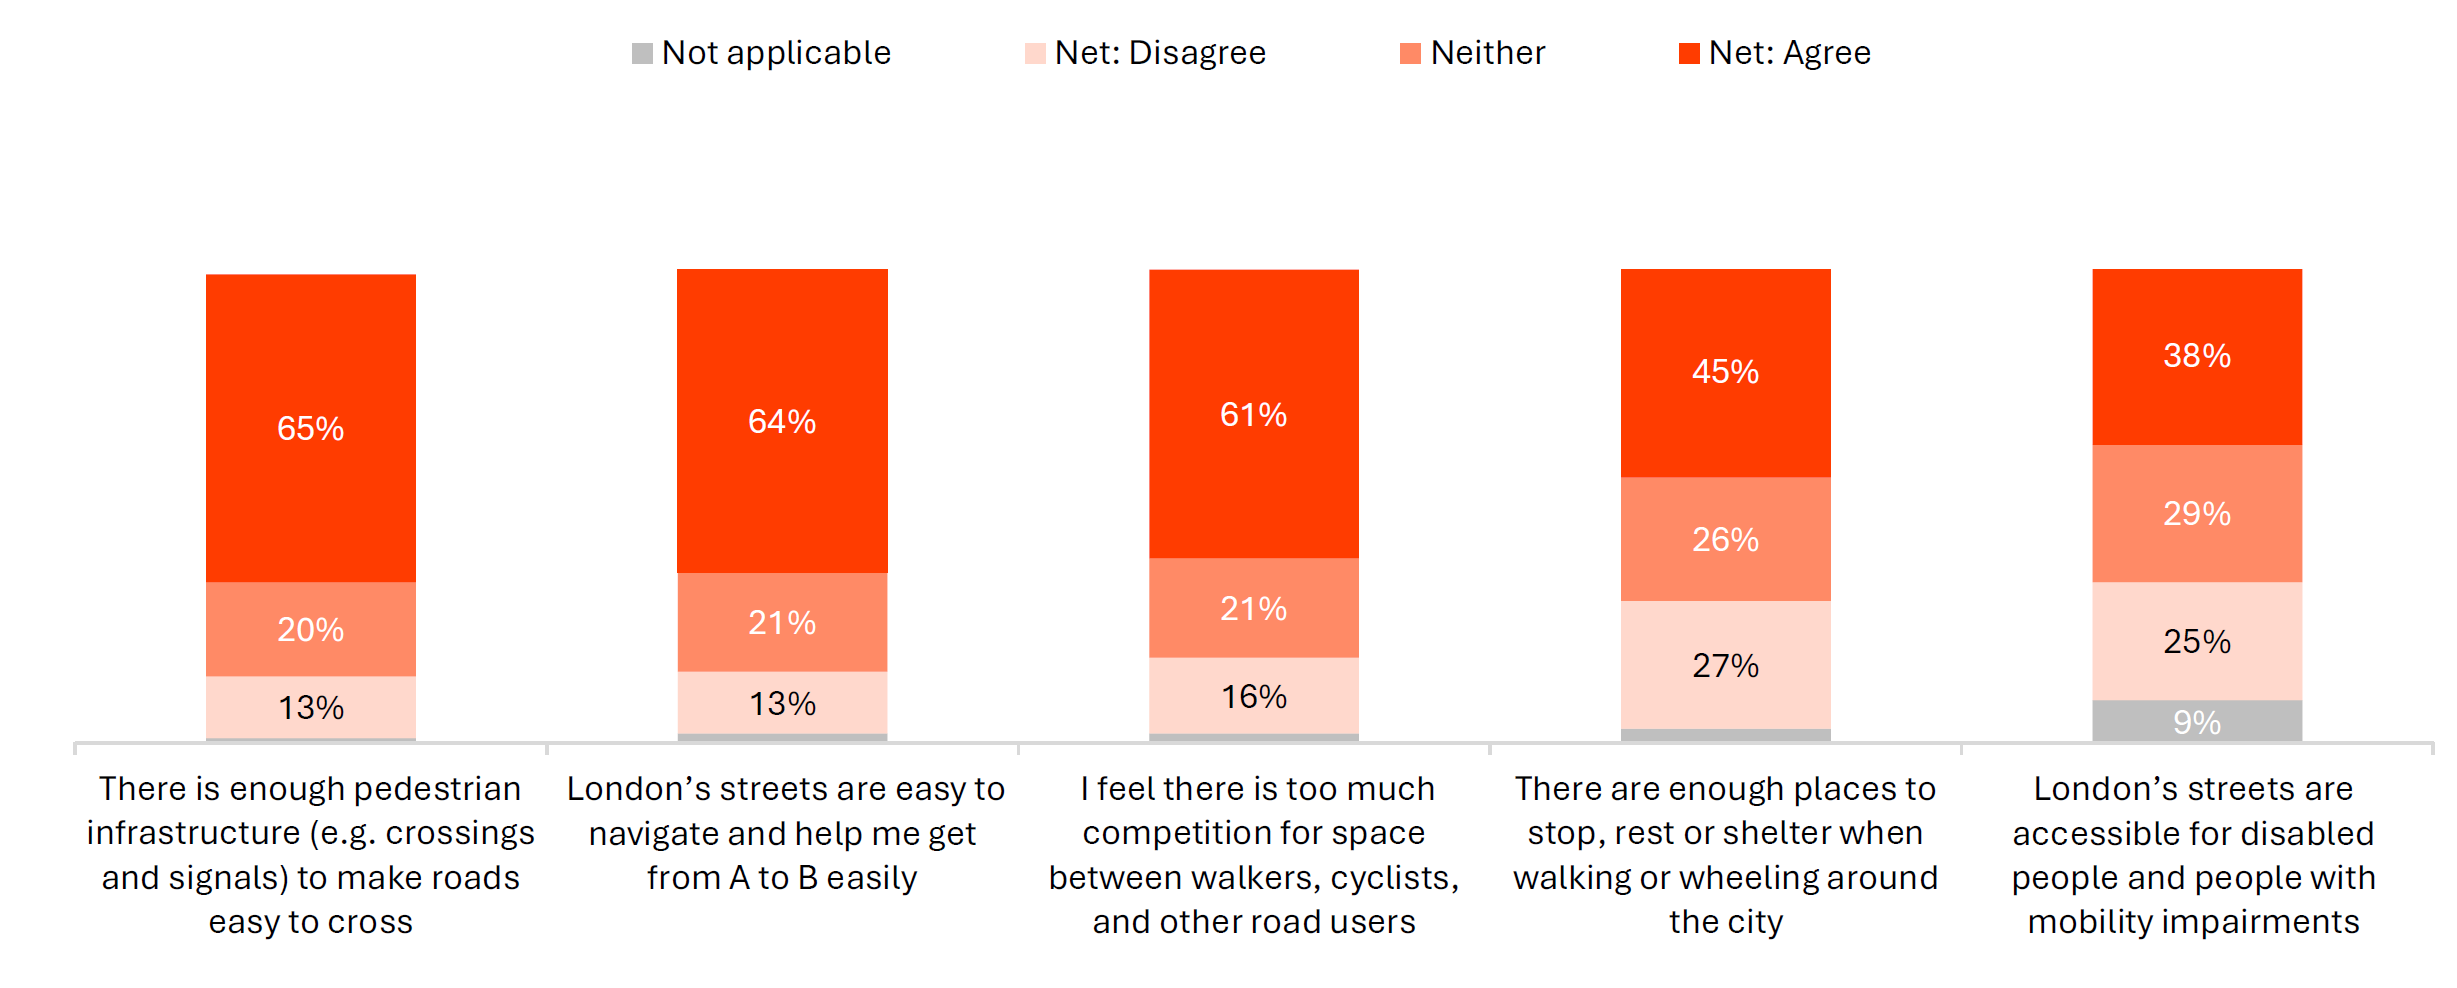 Not applicable
Net: Disagree
Neither
Net: Agree
65%
20%
13%
64%
21%
13%
61%
21%
16%
45%
26%
27%
38%
29%
25%
9%
There is enough pedestrian
infrastructure (e.g. crossings
and signals) to make roads
easy to cross
London’s streets are easy to
navigate and help me get
from A to B easily
I feel there is too much
competition for space
between walkers, cyclists,
and other road users
There are enough places to
stop, rest or shelter when
walking or wheeling around
the city
London’s streets are
accessible for disabled
people and people with
mobility impairments